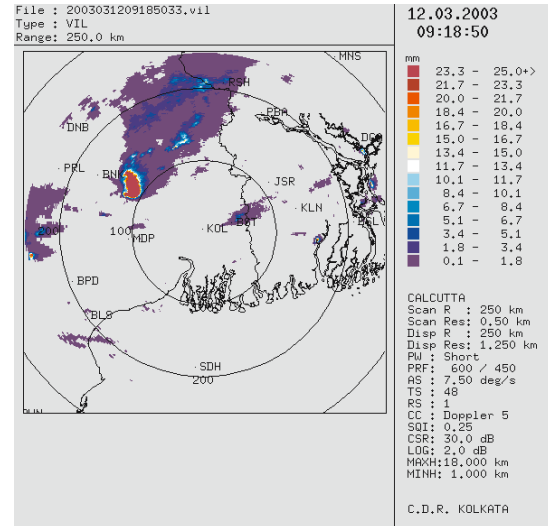 File : 2003031209185033.vil
Type : VIL
Range: 250.0 km
12.03.2003
09:18:50
mm
23.3 - 25.0+>
21.7 - 23.3
20.0 - 21.7
18.4 - 20.0
16.7 - 18.4
15.0 - 16.7
13.4 - 15.0
11.7 - 13.4
10.1 - 11.7
8.4 - 10.1
6.7 - 8.4
5.1 - 6.7
3.4 - 5.1
1.8 - 3.4
0.1 - 1.8
MNS
RSH
PBA
DNB
PRL
BNK
JSR
KLN
200
100
MDP
KOL
BPD
BLS
SDH
200
CALCUTTA
Scan R : 250 km
Scan Res: 0.50 km
Disp R : 250 km
Disp Res: 1.250 km
PW : Short
PRF: 600 / 450
AS : 7.50 deg/s
TS : 48
RS : 1
CC : Doppler 5
SQI: 0.25
CSR: 30.0 dB
LOG: 2.0 dB
MAXH:18.000 km
MINH: 1.000 km
C.D.R. KOLKATA